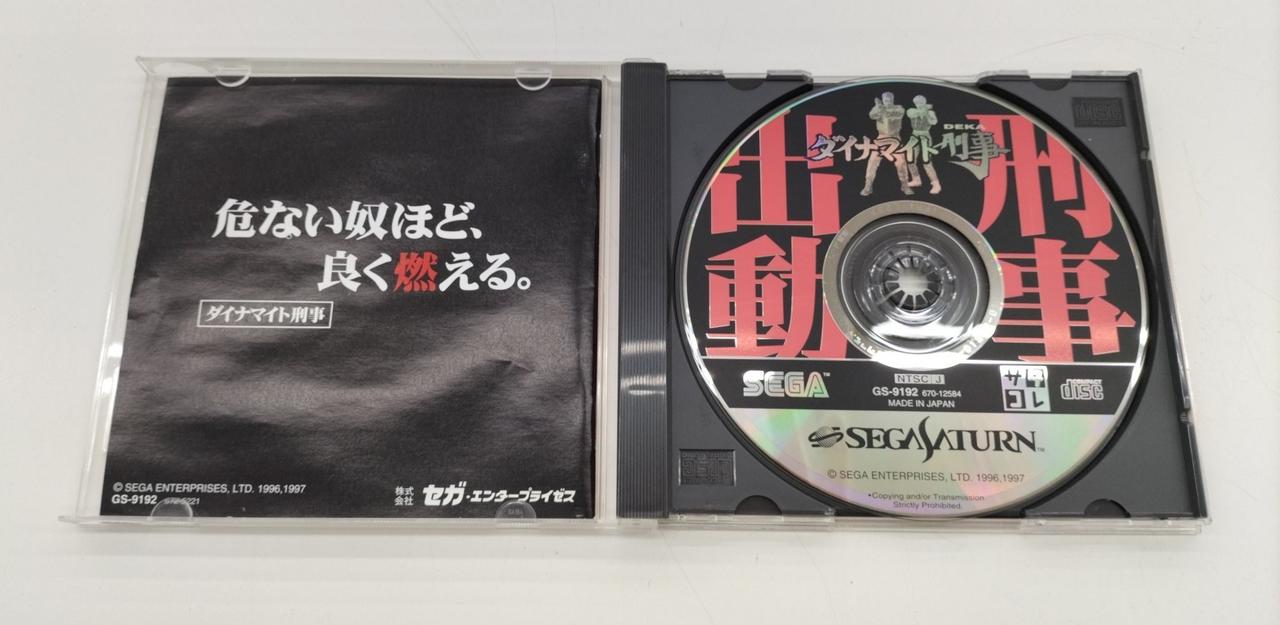 危ない奴ほど、
良く燃える。
ダイナマイト刑事
© SEGA ENTERPRISES, LTD. 1996,1997
GS-9192
株式会社 セガ・エンタープライゼス
DEKA
ダイナマイト刑事
刑事
出動
SEGA™
NTSC J
GS-9192 670-12584
MADE IN JAPAN
サタコレ
COMPACT disc
SEGA SATURN™
© SEGA ENTERPRISES, LTD. 1996,1997
•Copying and/or Transmission
Strictly Prohibited.